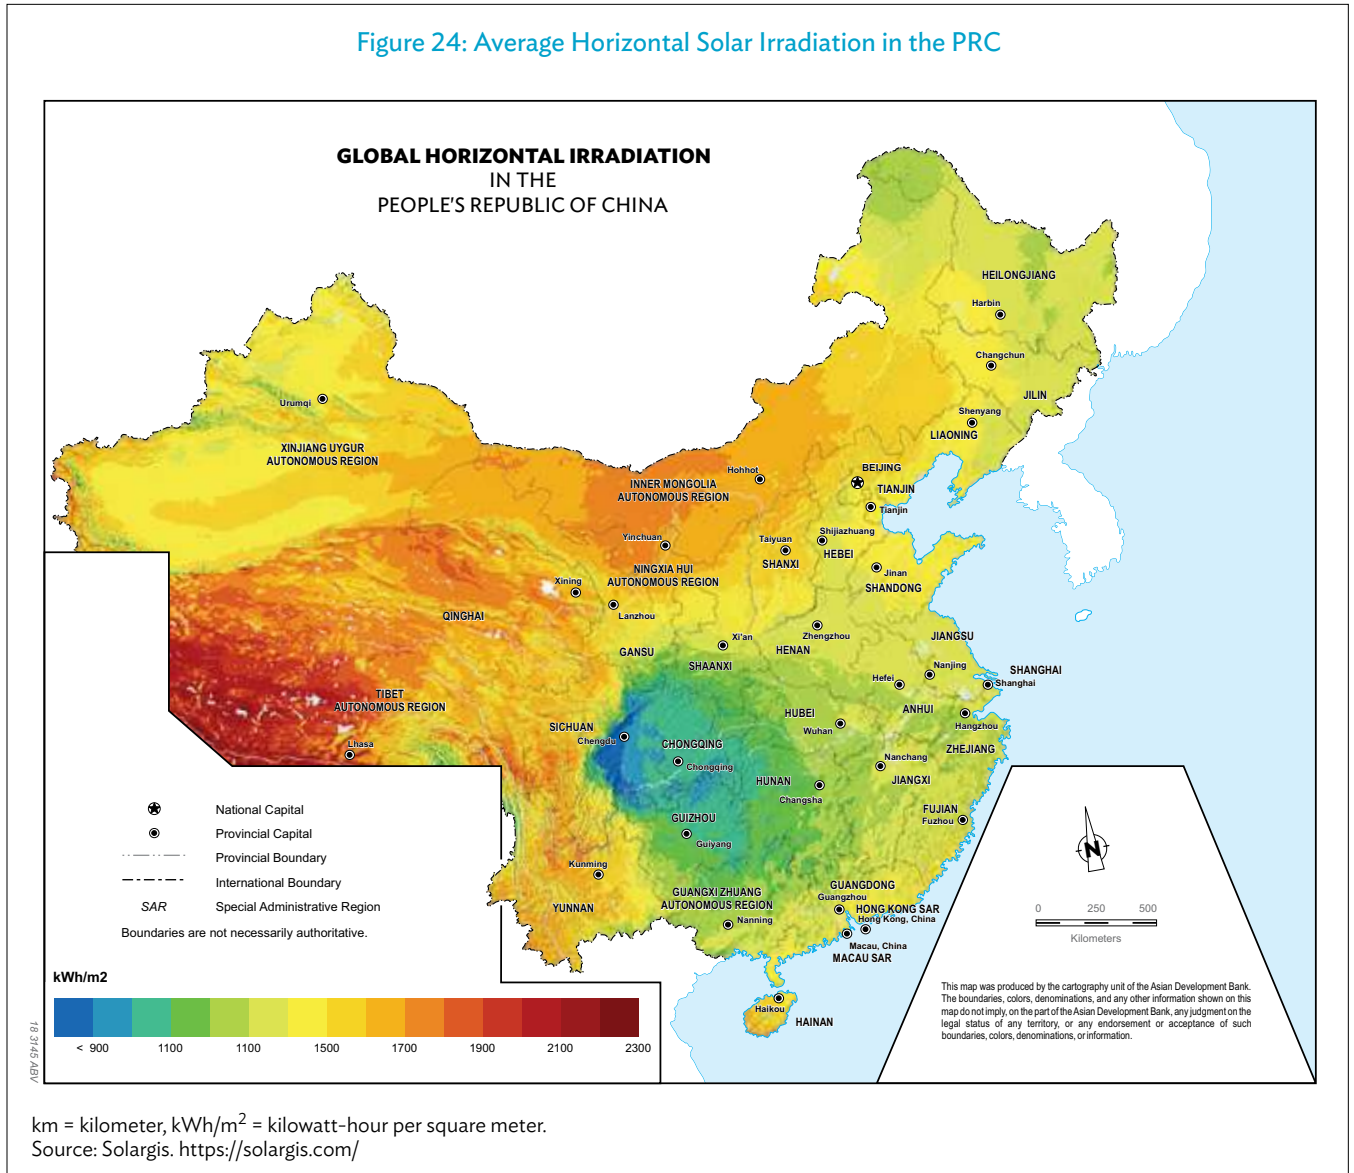 Figure 24: Average Horizontal Solar Irradiation in the PRC
GLOBAL HORIZONTAL IRRADIATION
IN THE
PEOPLE'S REPUBLIC OF CHINA
HEILONGJIANG
Harbin
Changchun
JILIN
Shenyang
LIAONING
Urumqi
XINJIANG UYGUR
AUTONOMOUS REGION
Hohhot
INNER MONGOLIA
AUTONOMOUS REGION
BEIJING
TIANJIN
Tianjin
Yinchuan
Taiyuan
SHANXI
Shijiazhuang
HEBEI
NINGXIA HUI
AUTONOMOUS REGION
Jinan
SHANDONG
Xining
Lanzhou
QINGHAI
Xi'an
Zhengzhou
GANSU
SHAANXI
HENAN
JIANGSU
Nanjing
SHANGHAI
Shanghai
Hefei
ANHUI
TIBET
AUTONOMOUS REGION
Lhasa
SICHUAN
Chengdu
HUBEI
Wuhan
Hangzhou
ZHEJIANG
CHONGQING
Chongqing
Nanchang
JIANGXI
HUNAN
Changsha
FUJIAN
Fuzhou
GUIZHOU
Guiyang
Kunming
YUNNAN
GUANGXI ZHUANG
AUTONOMOUS REGION
Nanning
GUANGDONG
Guangzhou
HONG KONG SAR
Hong Kong, China
Macau, China
MACAU SAR
Haikou
HAINAN
National Capital
Provincial Capital
Provincial Boundary
International Boundary
SAR Special Administrative Region
Boundaries are not necessarily authoritative.
kWh/m2
< 900 1100 1100 1500 1700 1900 2100 2300
18 3145 ABV
N
0 250 500
Kilometers
This map was produced by the cartography unit of the Asian Development Bank.
The boundaries, colors, denominations, and any other information shown on this
map do not imply, on the part of the Asian Development Bank, any judgment on the
legal status of any territory, or any endorsement or acceptance of such
boundaries, colors, denominations, or information.
km = kilometer, kWh/m² = kilowatt-hour per square meter.
Source: Solargis. https://solargis.com/